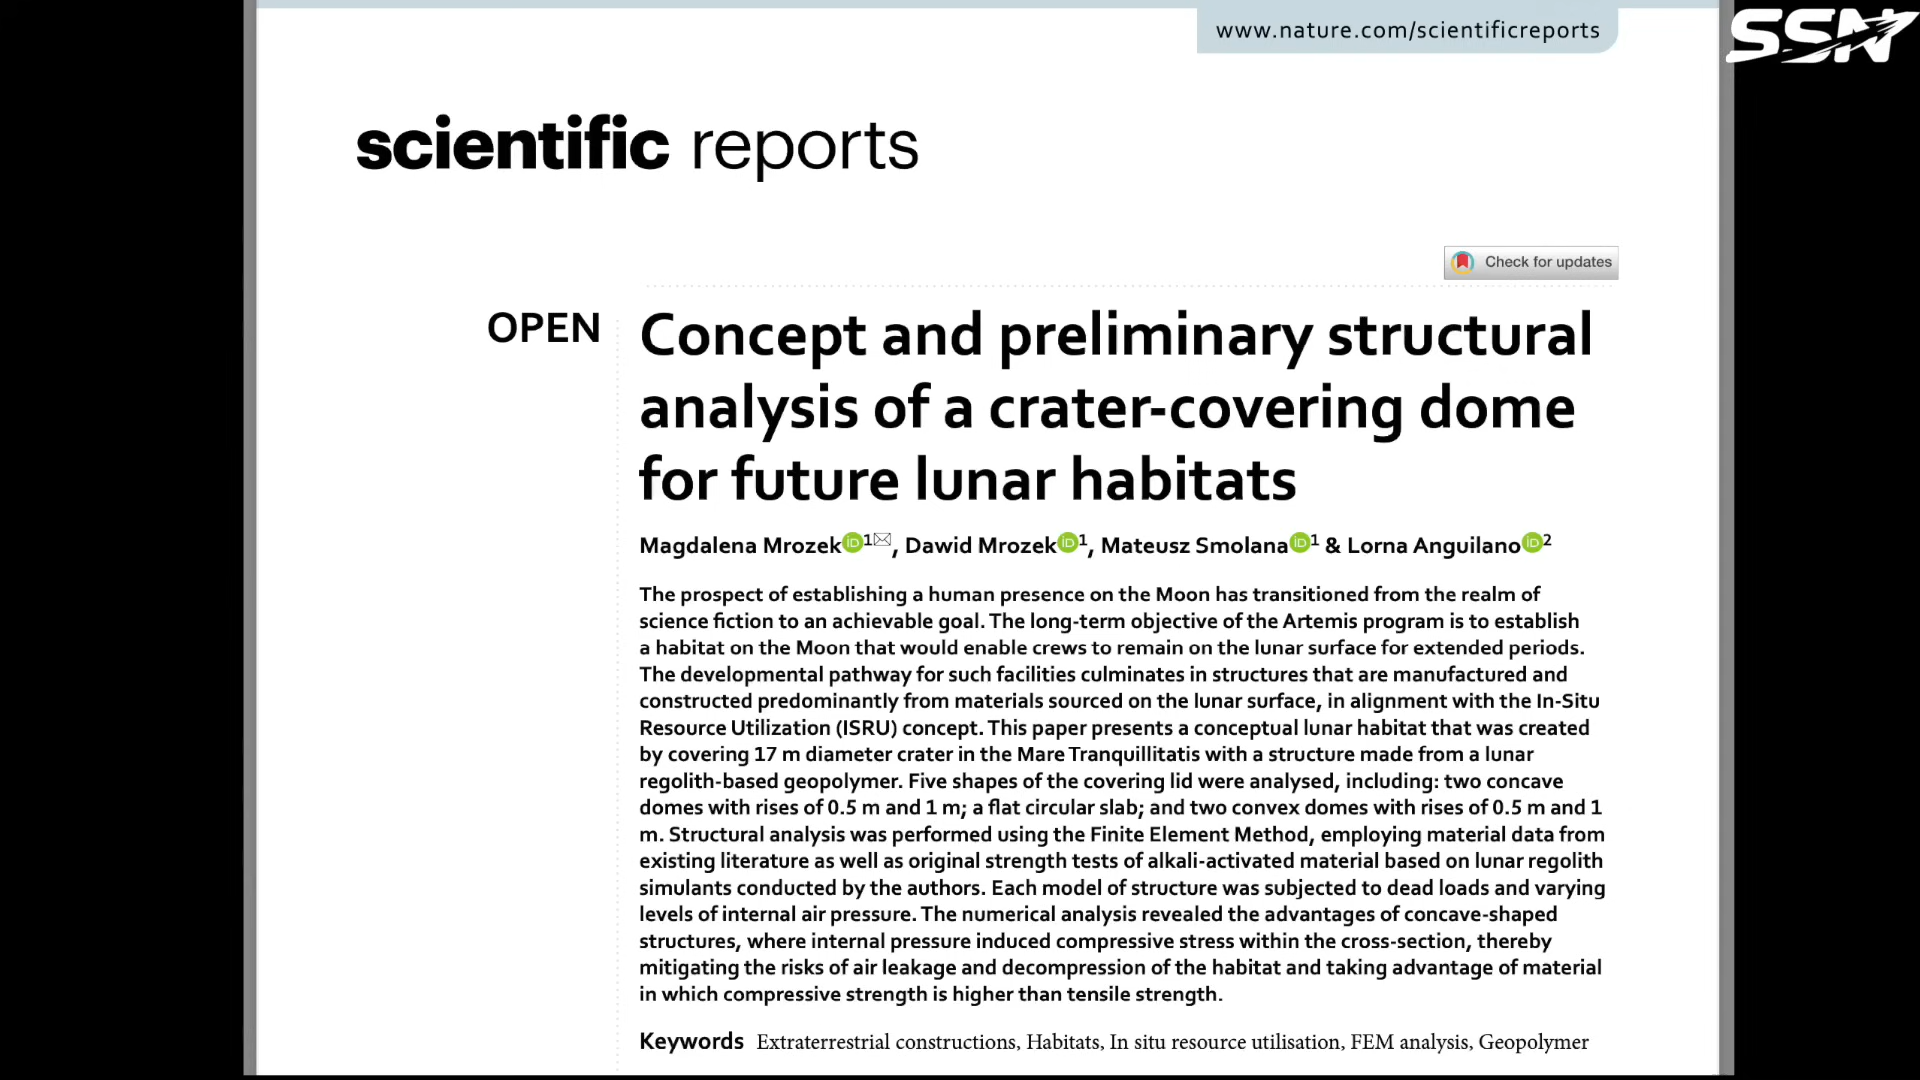 www.nature.com/scientificreports
SSN
scientific reports
Check for updates
OPEN
Concept and preliminary structural
analysis of a crater-covering dome
for future lunar habitats
Magdalena Mrozek iD 1✉, Dawid Mrozek iD 1, Mateusz Smolana iD 1 & Lorna Anguilano iD 2
The prospect of establishing a human presence on the Moon has transitioned from the realm of
science fiction to an achievable goal. The long-term objective of the Artemis program is to establish
a habitat on the Moon that would enable crews to remain on the lunar surface for extended periods.
The developmental pathway for such facilities culminates in structures that are manufactured and
constructed predominantly from materials sourced on the lunar surface, in alignment with the In-Situ
Resource Utilization (ISRU) concept. This paper presents a conceptual lunar habitat that was created
by covering 17 m diameter crater in the Mare Tranquillitatis with a structure made from a lunar
regolith-based geopolymer. Five shapes of the covering lid were analysed, including: two concave
domes with rises of 0.5 m and 1 m; a flat circular slab; and two convex domes with rises of 0.5 m and 1
m. Structural analysis was performed using the Finite Element Method, employing material data from
existing literature as well as original strength tests of alkali-activated material based on lunar regolith
simulants conducted by the authors. Each model of structure was subjected to dead loads and varying
levels of internal air pressure. The numerical analysis revealed the advantages of concave-shaped
structures, where internal pressure induced compressive stress within the cross-section, thereby
mitigating the risks of air leakage and decompression of the habitat and taking advantage of material
in which compressive strength is higher than tensile strength.
Keywords Extraterrestrial constructions, Habitats, In situ resource utilisation, FEM analysis, Geopolymer